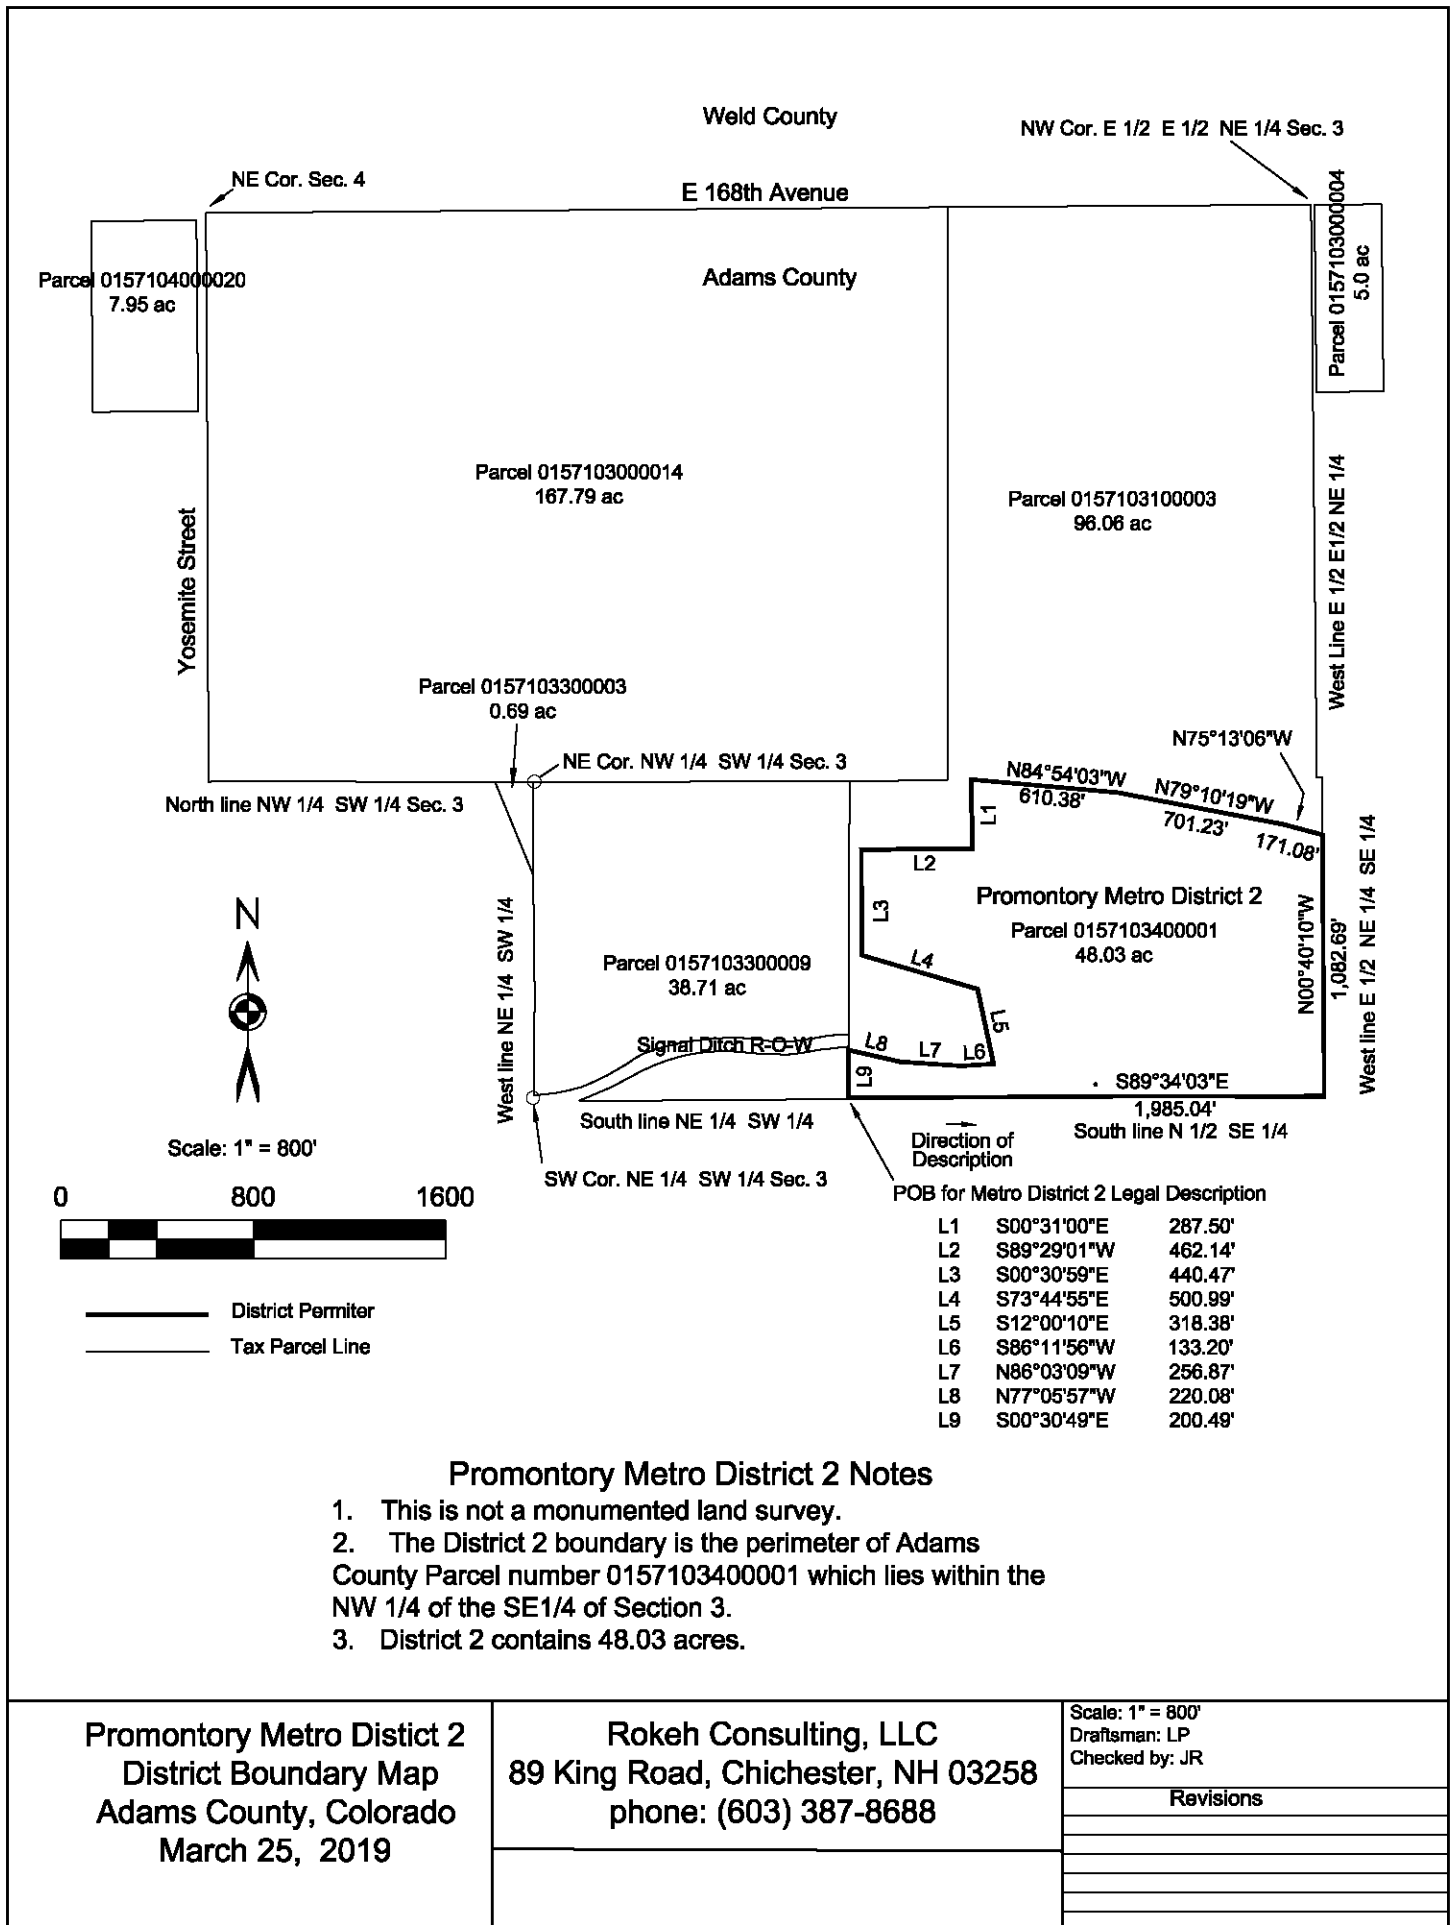 Weld County
NW Cor. E 1/2 E 1/2 NE 1/4 Sec. 3
NE Cor. Sec. 4
E 168th Avenue
Parcel 0157103000004
5.0 ac
Parcel 0157104000020
7.95 ac
Adams County
Parcel 0157103000014
167.79 ac
Parcel 0157103100003
96.06 ac
Yosemite Street
West Line E 1/2 E1/2 NE 1/4
Parcel 0157103300003
0.69 ac
NE Cor. NW 1/4 SW 1/4 Sec. 3
North line NW 1/4 SW 1/4 Sec. 3
N75°13'06"W
N84°54'03"W
610.38'
N79°10'19"W
701.23'
171.08'
L1
L2
L3
L4
L5
L6
L7
L8
L9
Promontory Metro District 2
Parcel 0157103400001
48.03 ac
N00°40'10"W
1,082.69'
West line E 1/2 NE 1/4 SE 1/4
N
West line NE 1/4 SW 1/4
Parcel 0157103300009
38.71 ac
Signal Ditch R-O-W
S89°34'03"E
1,985.04'
South line NE 1/4 SW 1/4
South line N 1/2 SE 1/4
Direction of
Description
Scale: 1" = 800'
SW Cor. NE 1/4 SW 1/4 Sec. 3
POB for Metro District 2 Legal Description
0 800 1600
District Permiter
Tax Parcel Line
L1 S00°31'00"E 287.50'
L2 S89°29'01"W 462.14'
L3 S00°30'59"E 440.47'
L4 S73°44'55"E 500.99'
L5 S12°00'10"E 318.38'
L6 S86°11'56"W 133.20'
L7 N86°03'09"W 256.87'
L8 N77°05'57"W 220.08'
L9 S00°30'49"E 200.49'
Promontory Metro District 2 Notes
1. This is not a monumented land survey.
2. The District 2 boundary is the perimeter of Adams
County Parcel number 0157103400001 which lies within the
NW 1/4 of the SE1/4 of Section 3.
3. District 2 contains 48.03 acres.
Promontory Metro Distict 2
District Boundary Map
Adams County, Colorado
March 25, 2019
Rokeh Consulting, LLC
89 King Road, Chichester, NH 03258
phone: (603) 387-8688
Scale: 1" = 800'
Draftsman: LP
Checked by: JR
Revisions